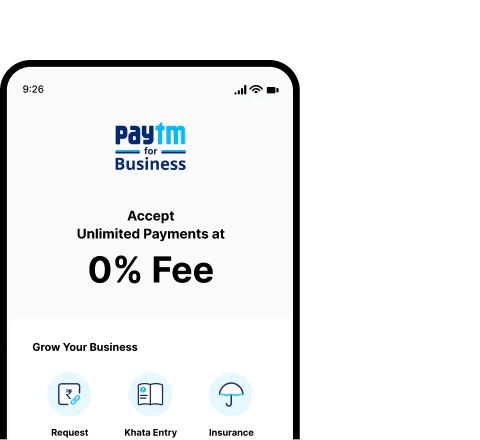 9:26
paytm
for
Business
Accept
Unlimited Payments at
0% Fee
Grow Your Business
₹
Request
Khata Entry
Insurance